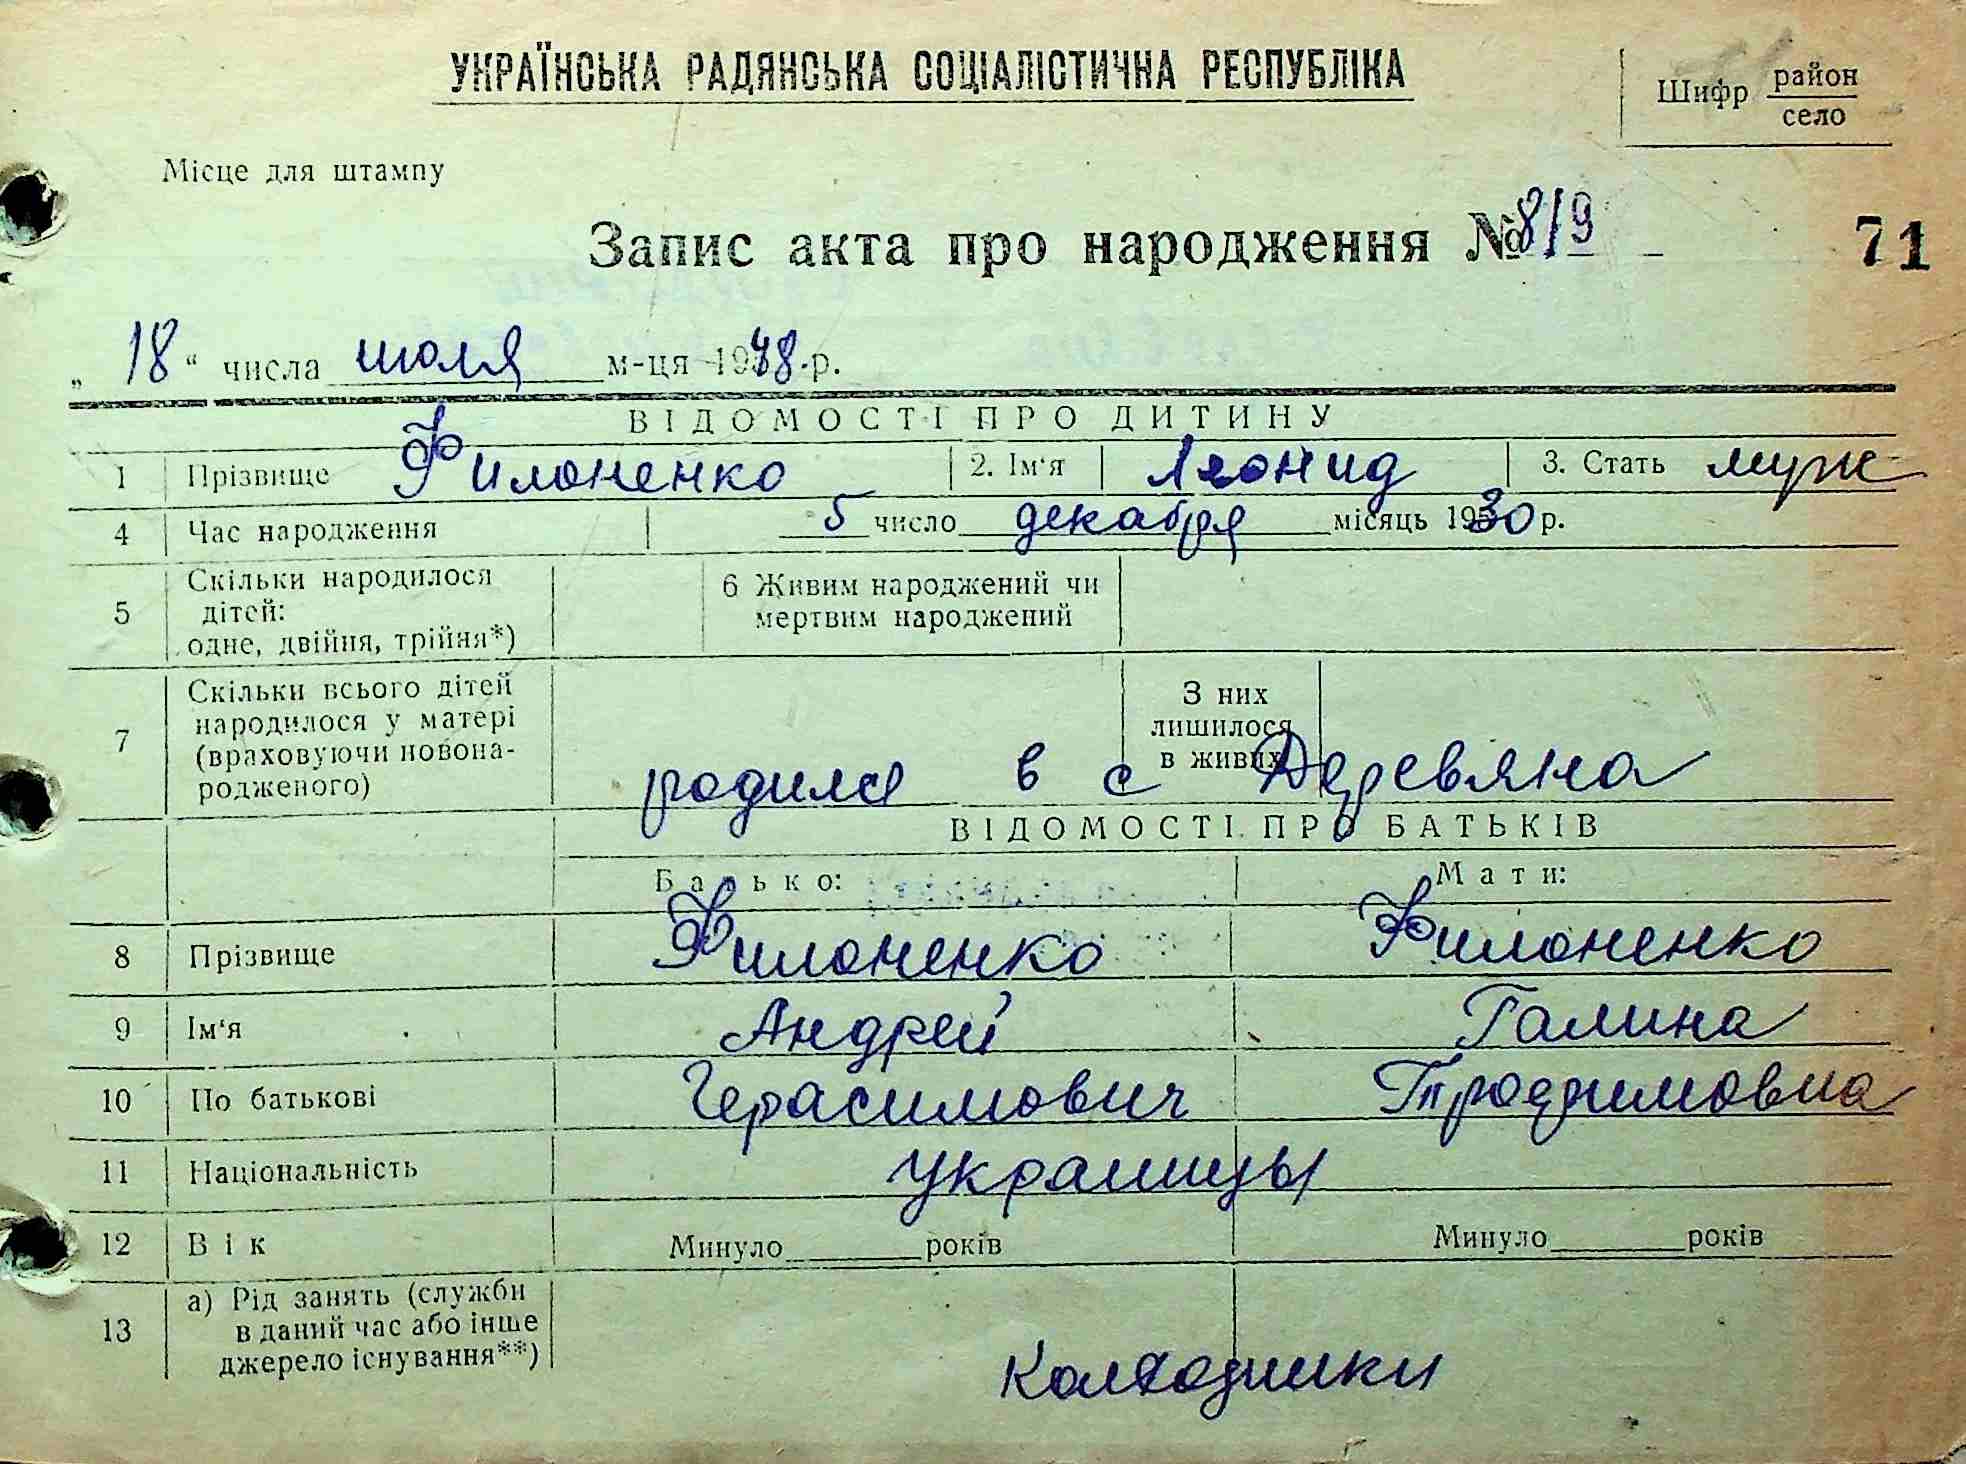 УКРАЇНСЬКА РАДЯНСЬКА СОЦІАЛІСТИЧНА РЕСПУБЛІКА
Шифр район
село
Місце для штампу
Запис акта про народження № 819
71
„ 18 “ числа июля м-ця 1948 р.
ВІДОМОСТІ ПРО ДИТИНУ
1 Прізвище Филоненко 2. Ім‘я Леонид 3. Стать муж
4 Час народження 5 число декабря місяць 1930 р.
5 Скільки народилося дітей: одне, двійня, трійня*) 6 Живим народжений чи мертвим народжений
7 Скільки всього дітей народилося у матері (враховуючи новона-родженого) З них лишилося в живих
родился в с Деревяна
ВІДОМОСТІ ПРО БАТЬКІВ
Батько: Мати:
8 Прізвище Филоненко Филоненко
9 Ім‘я Андрей Галина
10 По батькові Герасимович Трофимовна
11 Національність украинцы
12 Вік Минуло років Минуло років
13 а) Рід занять (служби в даний час або інше джерело існування**) Колхозники